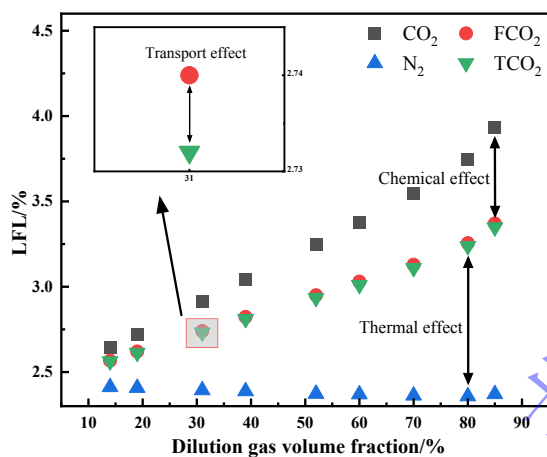 4.5
4.0
3.5
3.0
2.5
LFL/%
10 20 30 40 50 60 70 80 90
Dilution gas volume fraction/%
CO₂ FCO₂
N₂ TCO₂
Transport effect
2.74
2.73
31
Chemical effect
Thermal effect